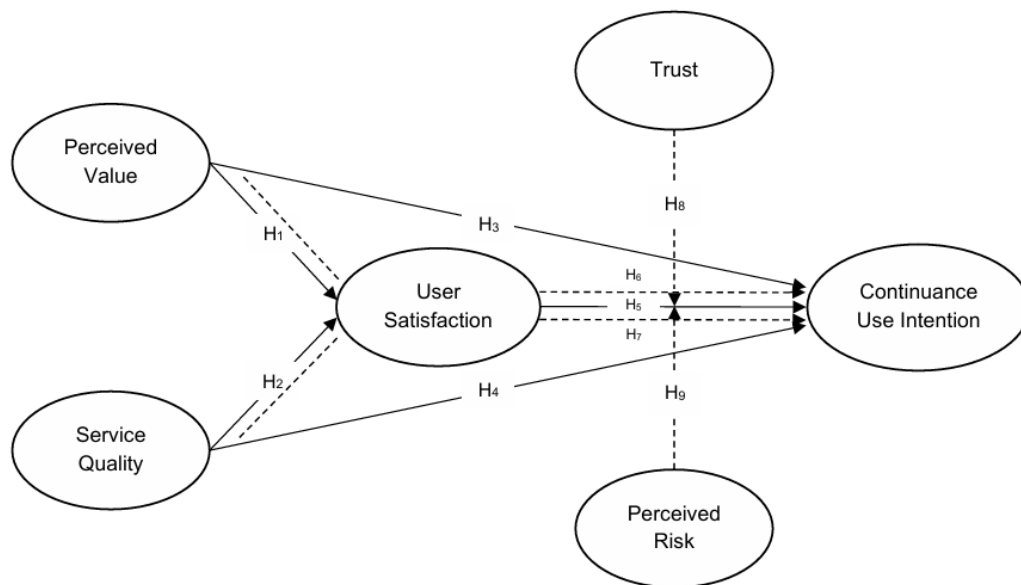 Trust
Perceived
Value
H8
H3
H1
User
Satisfaction
H6
H5
H7
Continuance
Use Intention
H2
H4
H9
Service
Quality
Perceived
Risk